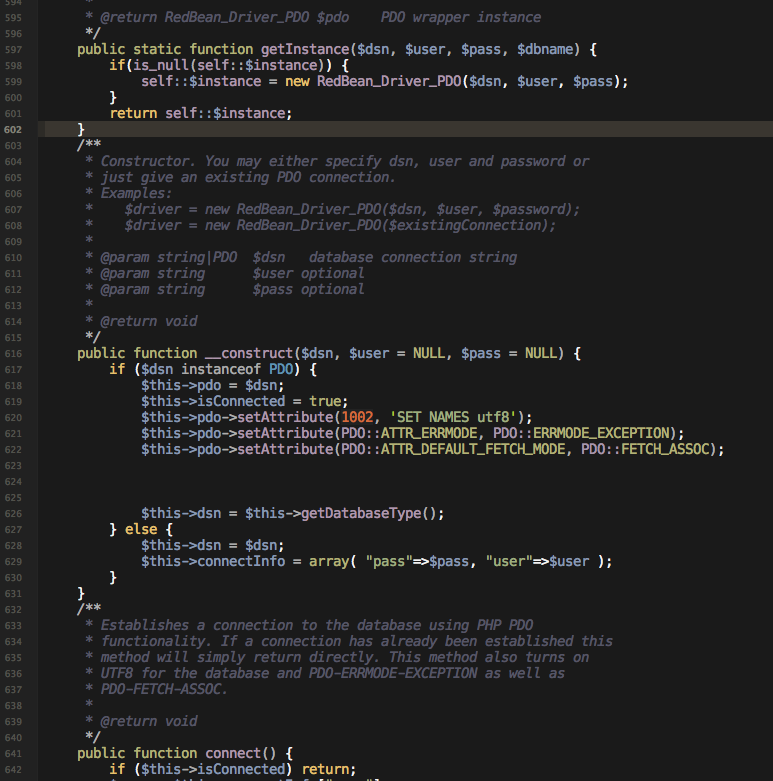 594 *
595 * @return RedBean_Driver_PDO $pdo    PDO wrapper instance
596 */
597 public static function getInstance($dsn, $user, $pass, $dbname) {
598 if(is_null(self::$instance)) {
599 self::$instance = new RedBean_Driver_PDO($dsn, $user, $pass);
600 }
601 return self::$instance;
602 }
603 /**
604 * Constructor. You may either specify dsn, user and password or
605 * just give an existing PDO connection.
606 * Examples:
607 *    $driver = new RedBean_Driver_PDO($dsn, $user, $password);
608 *    $driver = new RedBean_Driver_PDO($existingConnection);
609 *
610 * @param string|PDO  $dsn   database connection string
611 * @param string      $user optional
612 * @param string      $pass optional
613 *
614 * @return void
615 */
616 public function __construct($dsn, $user = NULL, $pass = NULL) {
617 if ($dsn instanceof PDO) {
618 $this->pdo = $dsn;
619 $this->isConnected = true;
620 $this->pdo->setAttribute(1002, 'SET NAMES utf8');
621 $this->pdo->setAttribute(PDO::ATTR_ERRMODE, PDO::ERRMODE_EXCEPTION);
622 $this->pdo->setAttribute(PDO::ATTR_DEFAULT_FETCH_MODE, PDO::FETCH_ASSOC);
623
624
625
626 $this->dsn = $this->getDatabaseType();
627 } else {
628 $this->dsn = $dsn;
629 $this->connectInfo = array( "pass"=>$pass, "user"=>$user );
630 }
631 }
632 /**
633 * Establishes a connection to the database using PHP PDO
634 * functionality. If a connection has already been established this
635 * method will simply return directly. This method also turns on
636 * UTF8 for the database and PDO-ERRMODE-EXCEPTION as well as
637 * PDO-FETCH-ASSOC.
638 *
639 * @return void
640 */
641 public function connect() {
642 if ($this->isConnected) return;